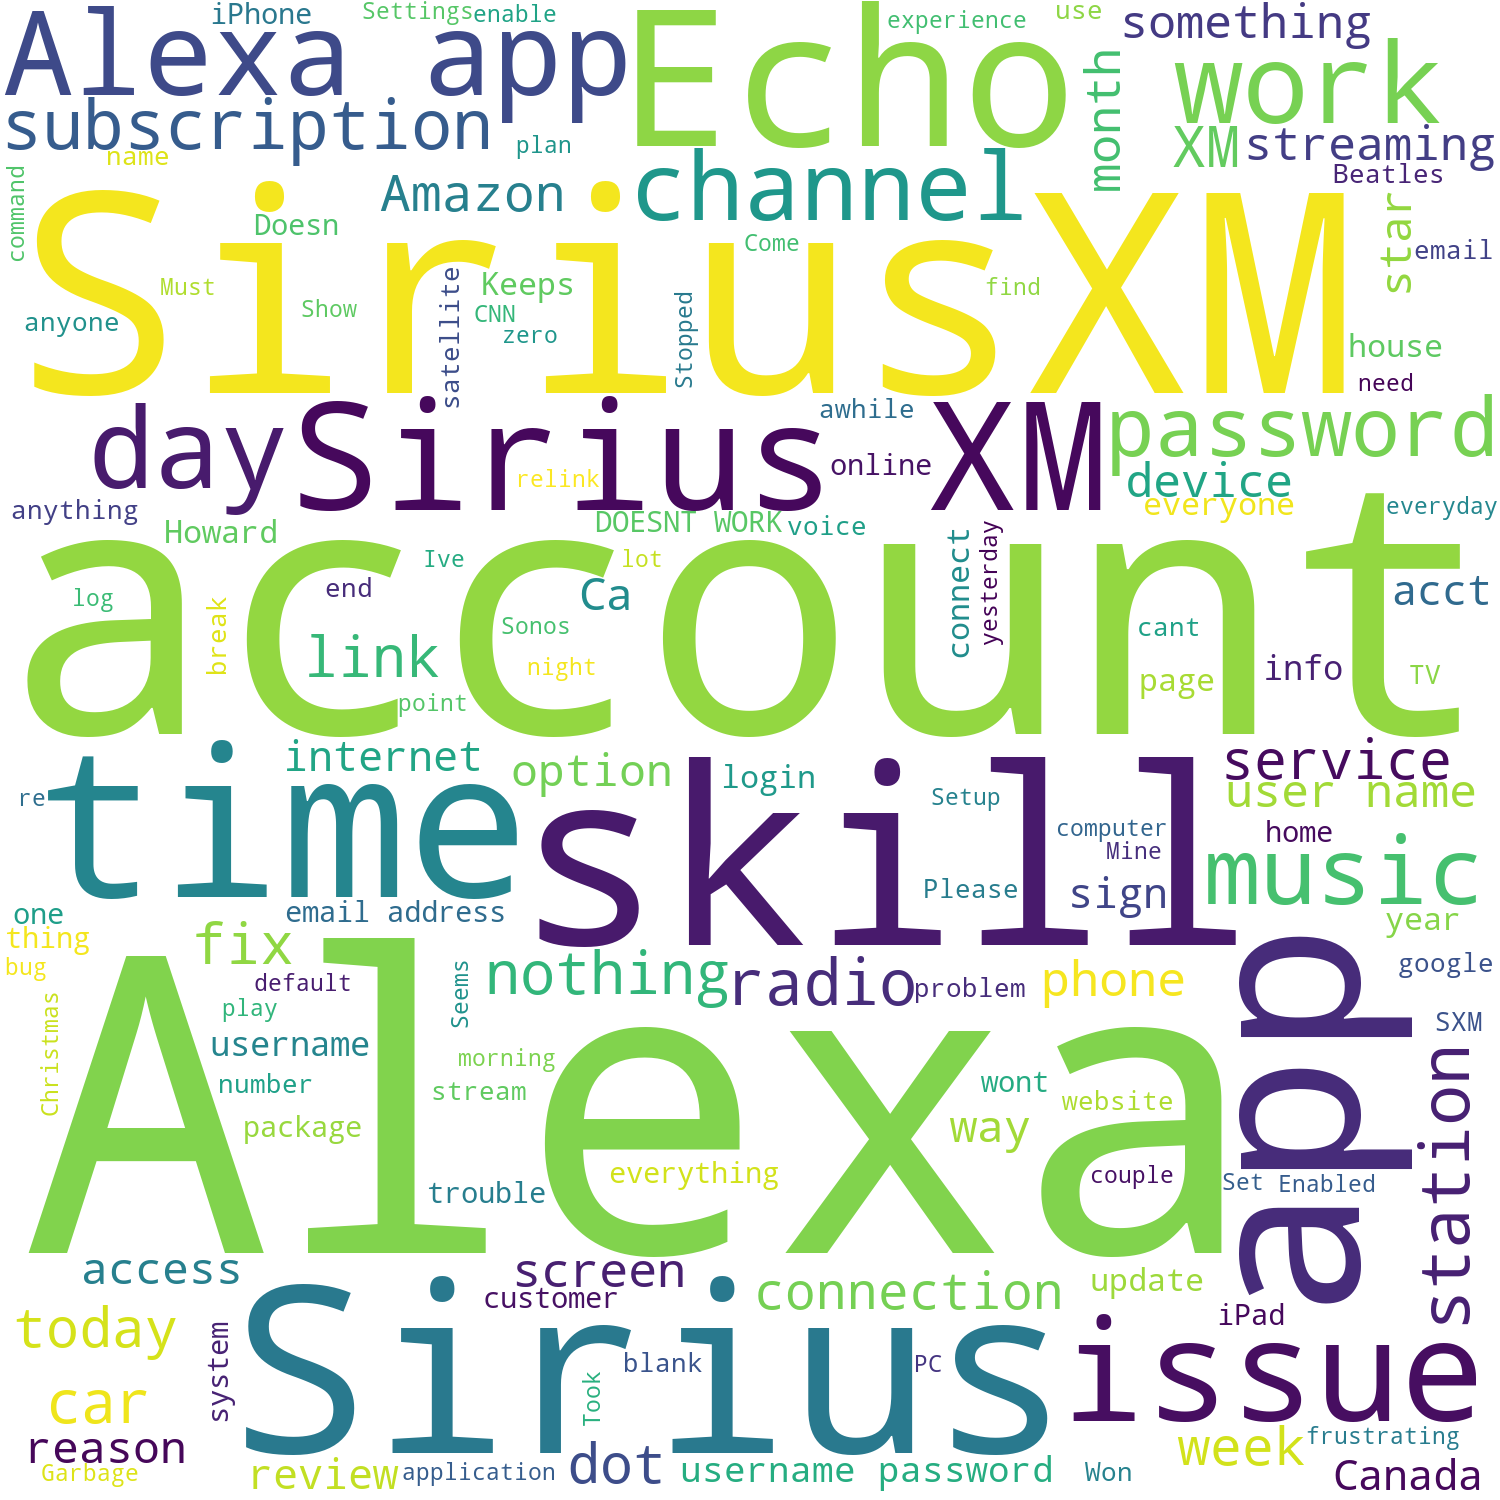 Alexa app
iPhone
Settings
enable
Echo
experience
use
something
subscription
work
month
XM
streaming
name
plan
channel
Beatles
command
Amazon
Doesn
Come
star
email
SiriusXM
Must
Show
satellite
Keeps
CNN
zero
Stopped
find
anyone
house
need
day
Sirius XM
awhile
password
online
device
relink
anything
everyone
everyday
Howard
DOESNT WORK
voice
account
Ive
lot
connect
yesterday
end
Ca
acct
log
break
Sonos
cant
link
night
info
page
TV
point
time
internet
option
login
skill
service
re
Setup
user name
computer
home
Mine
music
Please
sign
email address
one
year
thing
fix
bug
default
nothing
radio
problem
phone
google
app
Alexa
Christmas
play
Seems
SXM
username
morning
number
stream
wont
website
station
package
way
everything
couple
trouble
Set
Enabled
access
screen
connection
update
customer
iPad
today
system
Sirius
blank
PC
issue
car
Took
reason
frustrating
week
Garbage
review
application
dot
username password
Won
Canada